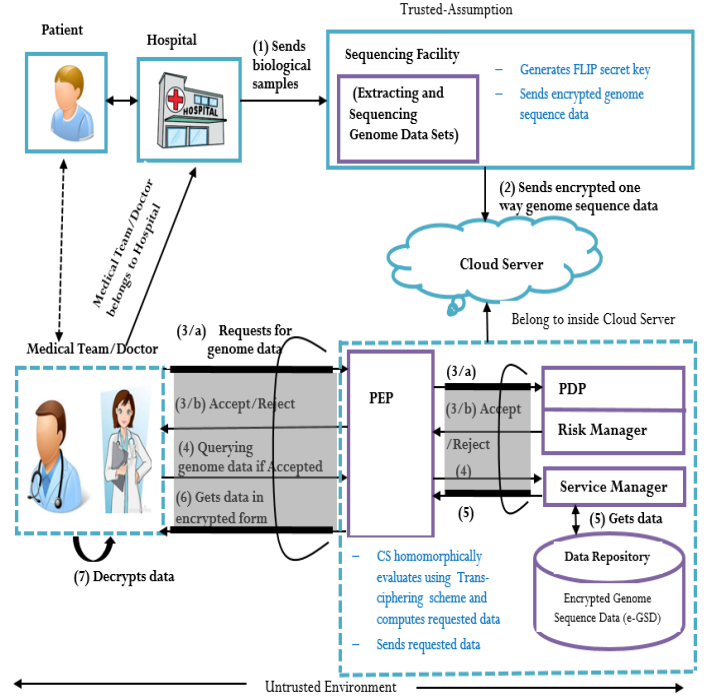 Trusted-Assumption
Patient
Hospital
(1) Sends
biological
samples
HOSPITAL
Sequencing Facility
(Extracting and
Sequencing
Genome Data Sets)
– Generates FLIP secret key
– Sends encrypted genome
sequence data
(2) Sends encrypted one
way genome sequence data
Cloud Server
Medical Team/Doctor
belongs to Hospital
Belong to inside Cloud Server
(3/a) Requests for
genome data
Medical Team/Doctor
(3/b) Accept/Reject
(4) Querying
genome data if Accepted
(6) Gets data in
encrypted form
(7) Decrypts data
PEP
(3/a)
(3/b) Accept
/Reject
(4)
(5)
PDP
Risk Manager
Service Manager
(5) Gets data
Data Repository
Encrypted Genome
Sequence Data (e-GSD)
– CS homomorphically
evaluates using Trans-
ciphering scheme and
computes requested data
– Sends requested data
Untrusted Environment